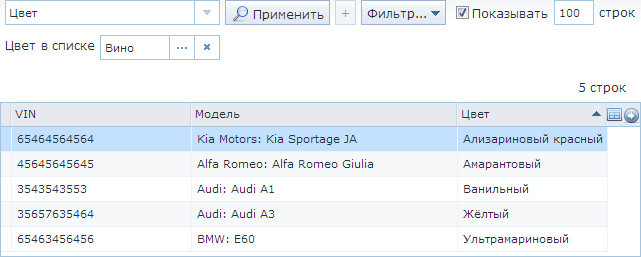 Цвет Применить + Фильтр... Показывать 100 строк
Цвет в списке Вино ...
5 строк
VIN Модель Цвет
65464564564 Kia Motors: Kia Sportage JA Ализариновый красный
45645645645 Alfa Romeo: Alfa Romeo Giulia Амарантовый
3543543553 Audi: Audi A1 Ванильный
35657635464 Audi: Audi A3 Жёлтый
65463456456 BMW: E60 Ультрамариновый